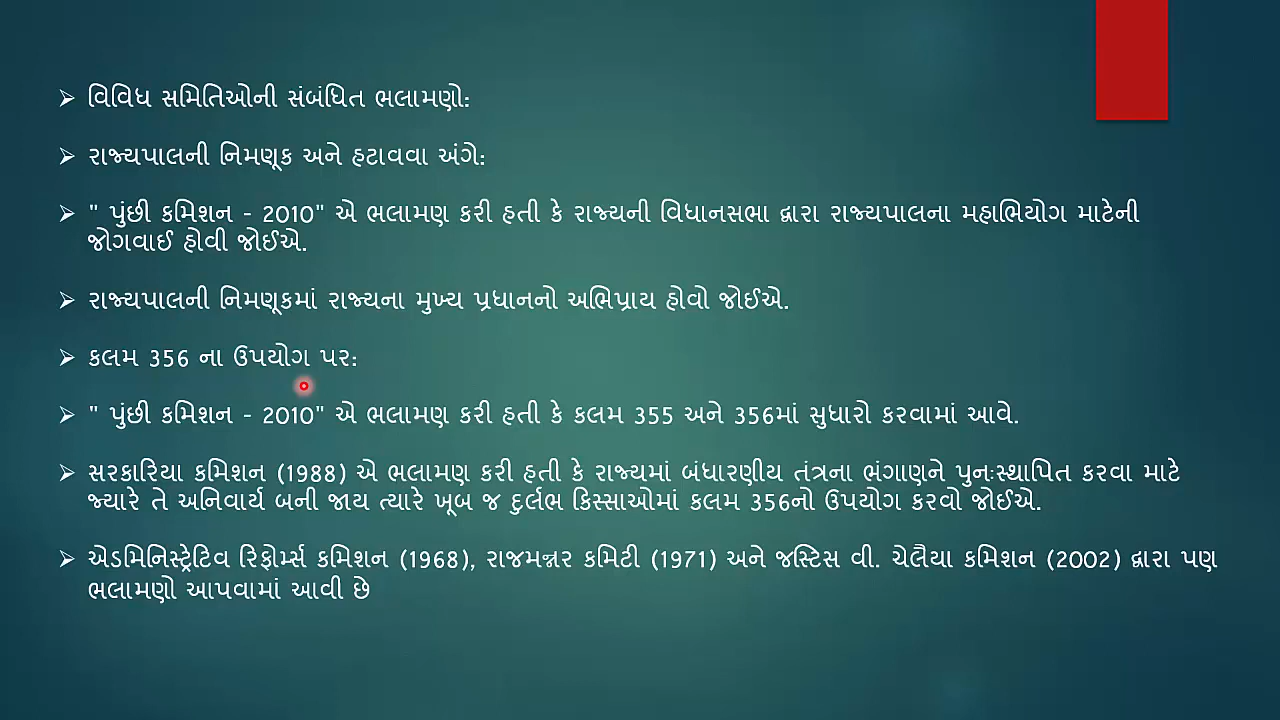 વિવિધ સમિતિઓની સંબંધિત ભલામણો:
રાજ્યપાલની નિમણૂક અને હટાવવા અંગે:
" પુંછી કમિશન - 2010" એ ભલામણ કરી હતી કે રાજ્યની વિધાનસભા દ્વારા રાજ્યપાલના મહાભિયોગ માટેની
જોગવાઈ હોવી જોઈએ.
રાજ્યપાલની નિમણૂકમાં રાજ્યના મુખ્ય પ્રધાનનો અભિપ્રાય હોવો જોઈએ.
કલમ 356 ના ઉપયોગ પર:
" પુંછી કમિશન - 2010" એ ભલામણ કરી હતી કે કલમ 355 અને 356માં સુધારો કરવામાં આવે.
સરકારિયા કમિશન (1988) એ ભલામણ કરી હતી કે રાજ્યમાં બંધારણીય તંત્રના ભંગાણને પુનઃસ્થાપિત કરવા માટે
જ્યારે તે અનિવાર્ય બની જાય ત્યારે ખૂબ જ દુર્લભ કિસ્સાઓમાં કલમ 356નો ઉપયોગ કરવો જોઈએ.
એડમિનિસ્ટ્રેટિવ રિફોર્મ્સ કમિશન (1968), રાજમન્નર કમિટી (1971) અને જસ્ટિસ વી. ચેલૈયા કમિશન (2002) દ્વારા પણ
ભલામણો આપવામાં આવી છે